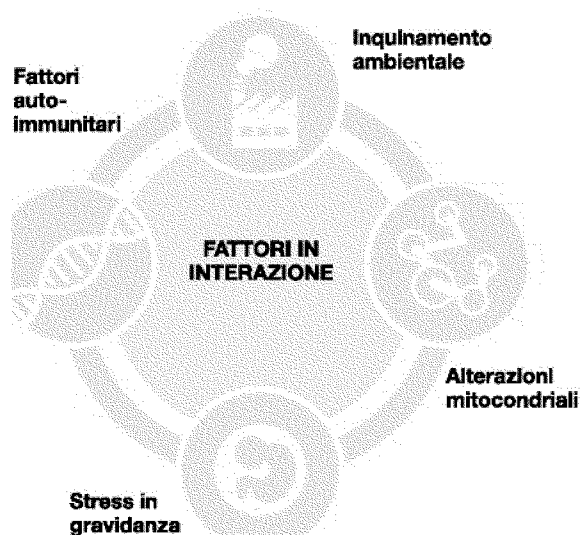 Inquinamento
ambientale
Fattori
auto-
immunitari
FATTORI IN
INTERAZIONE
Alterazioni
mitocondriali
Stress in
gravidanza